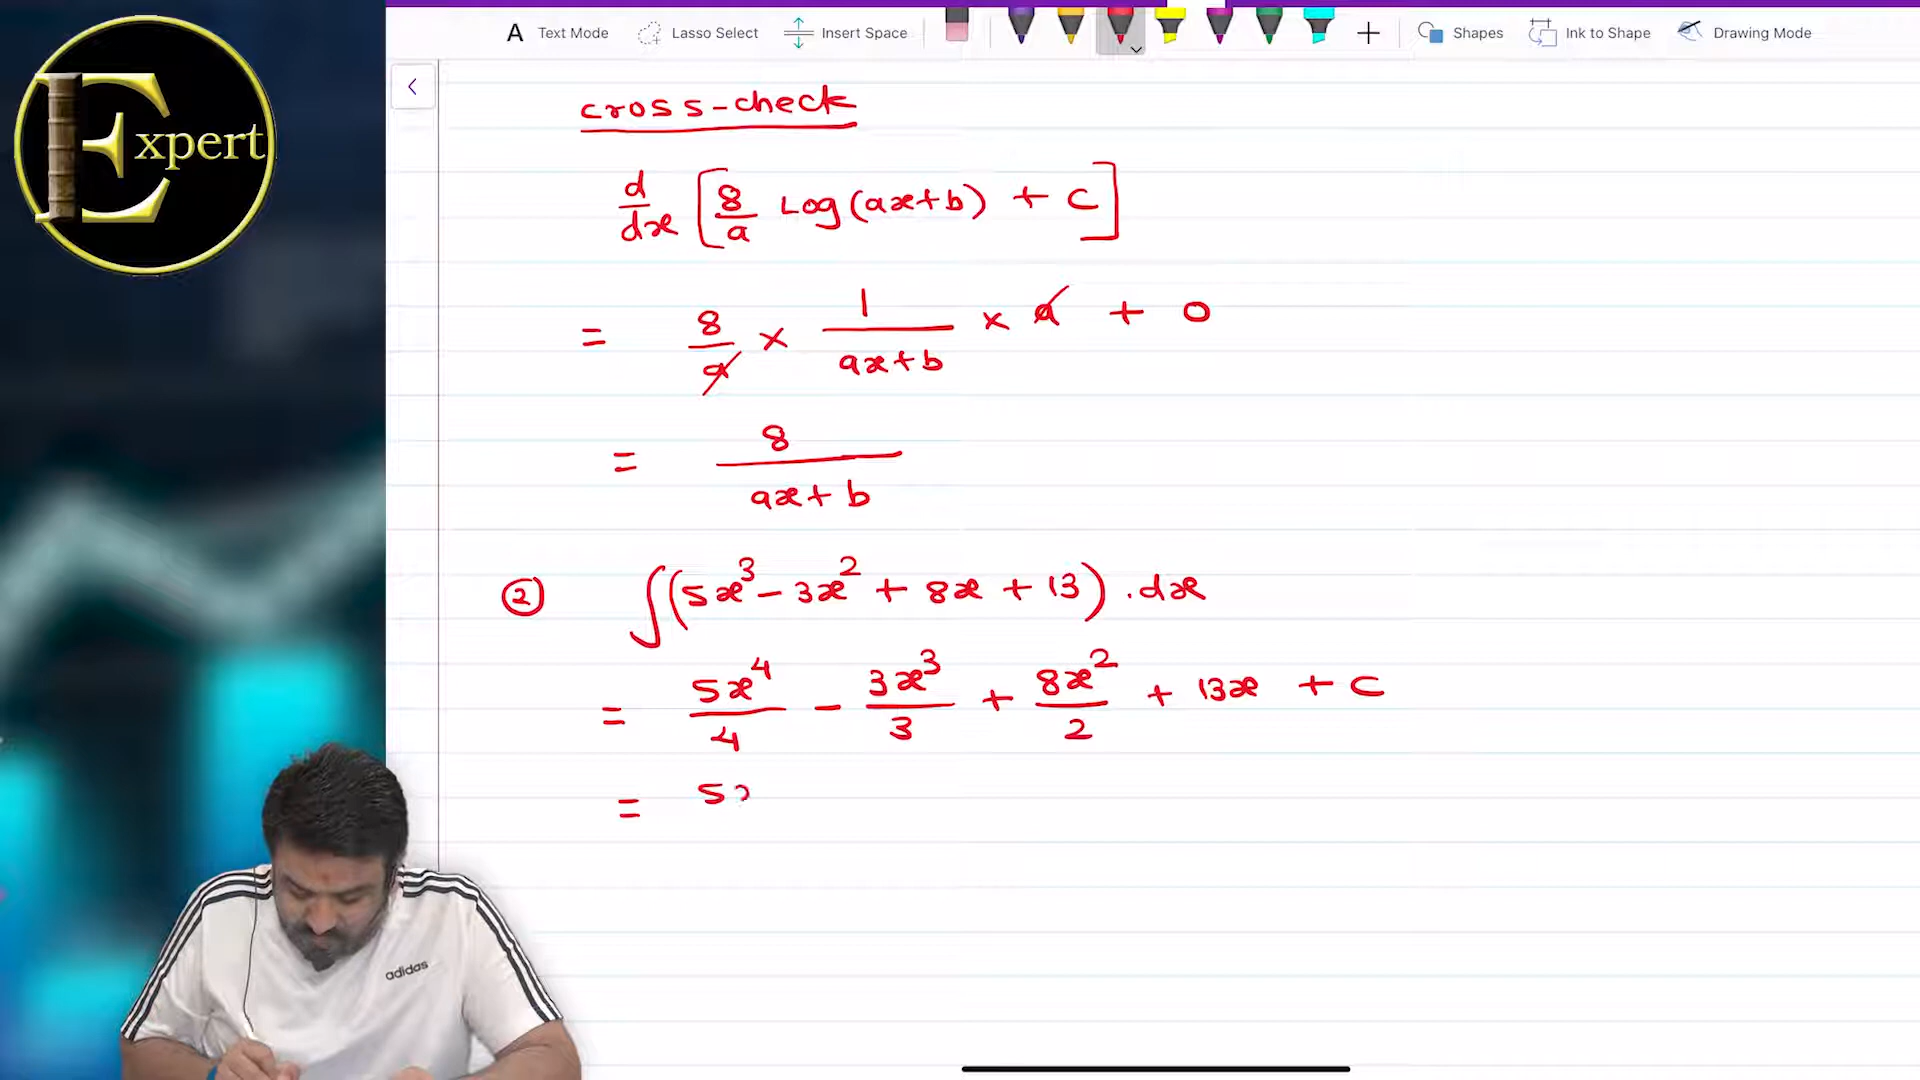 Expert
A Text Mode Lasso Select Insert Space Shapes Ink to Shape Drawing Mode
cross-check
d/dx [8/a Log(ax+b) + C]
= 8/a × 1/(ax+b) × a + 0
= 8/(ax+b)
② ∫(5x³ - 3x² + 8x + 13).dx
= 5x⁴/4 - 3x³/3 + 8x²/2 + 13x + C
= 5
adidas